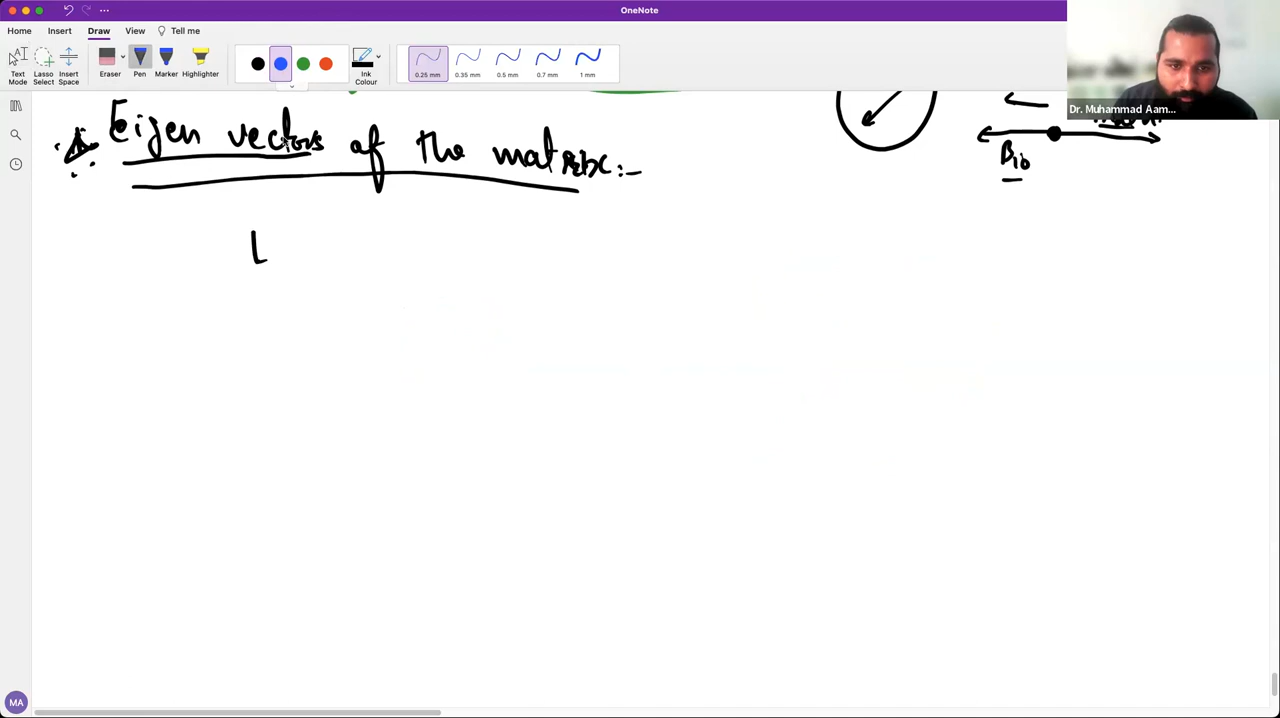 OneNote
Home Insert Draw View Tell me
Text Mode Lasso Select Insert Space Eraser Pen Marker Highlighter Ink Colour 0.25 mm 0.35 mm 0.5 mm 0.7 mm 1 mm
Dr. Muhammad Aam...
Eigen vectors of the matrix:-
B10
L
MA